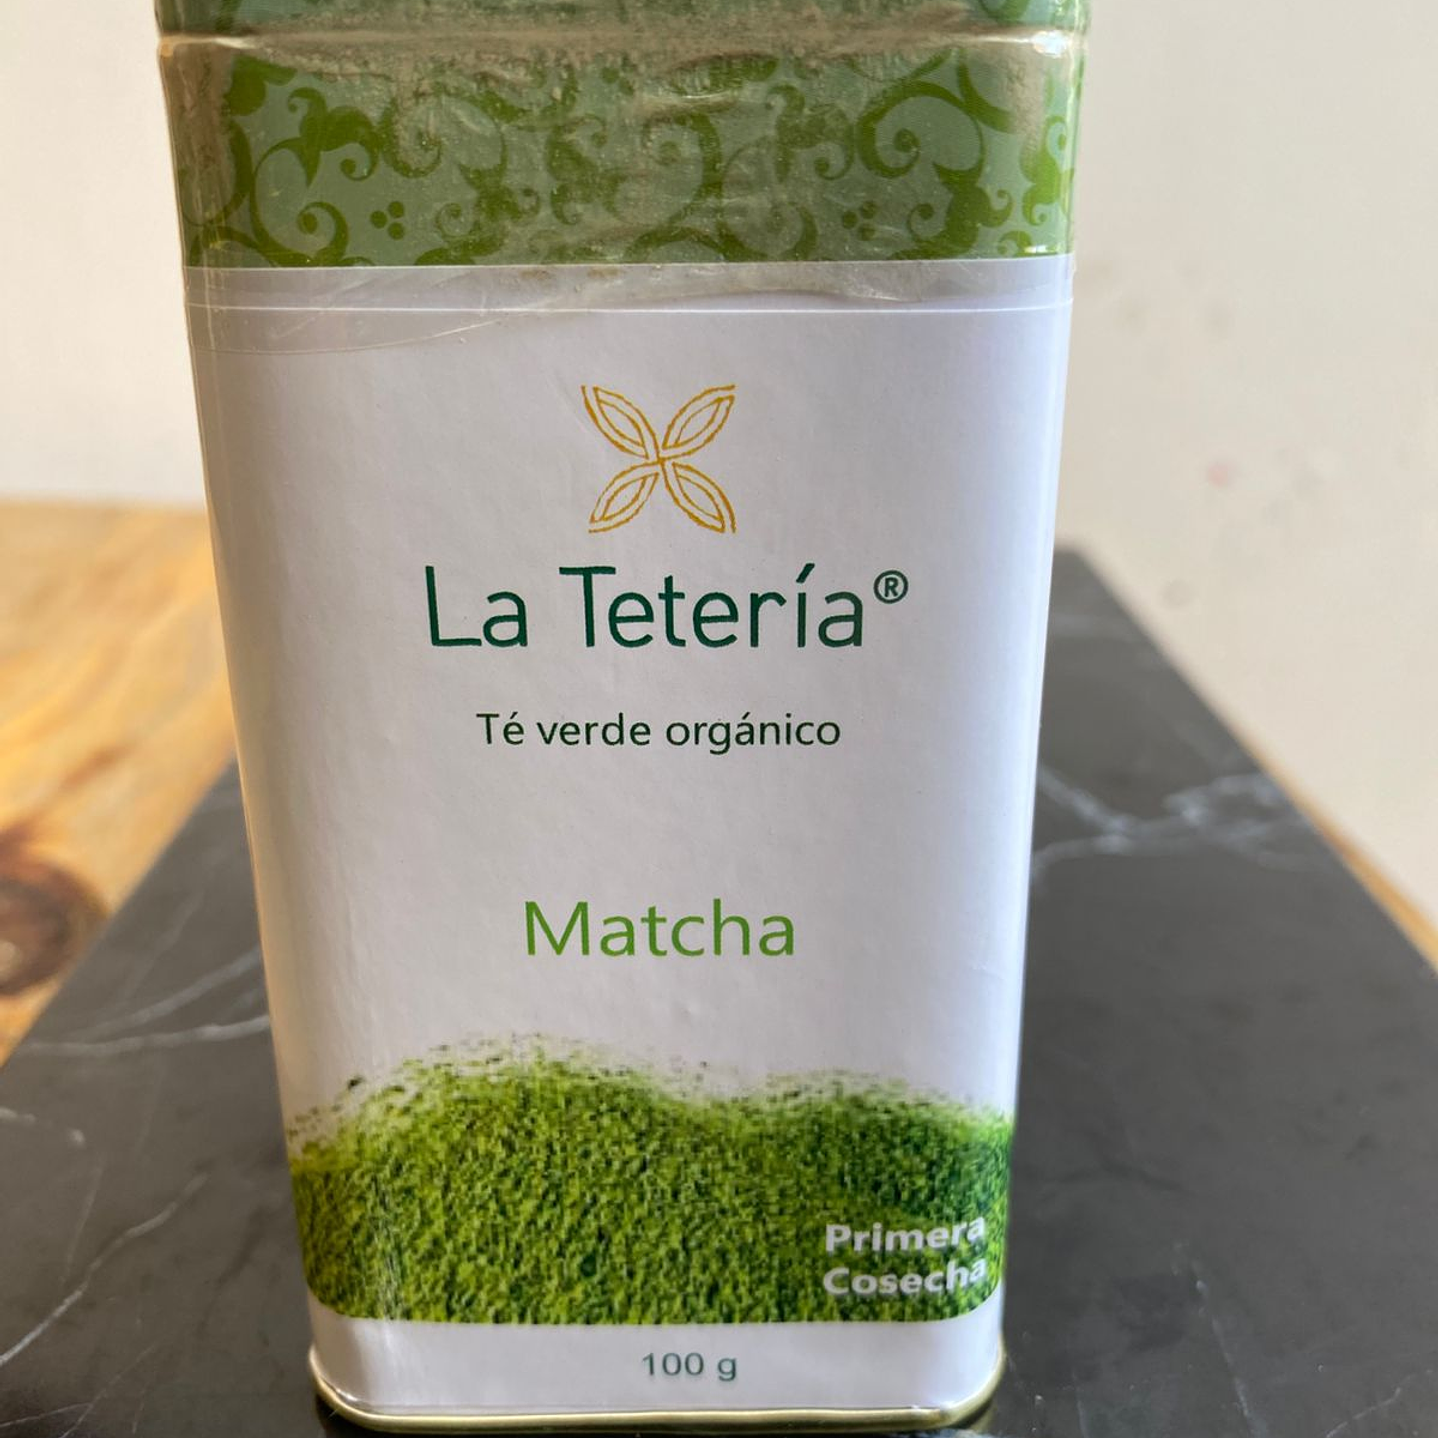 La Tetería®
Té verde orgánico
Matcha
Primera
Cosecha
100 g